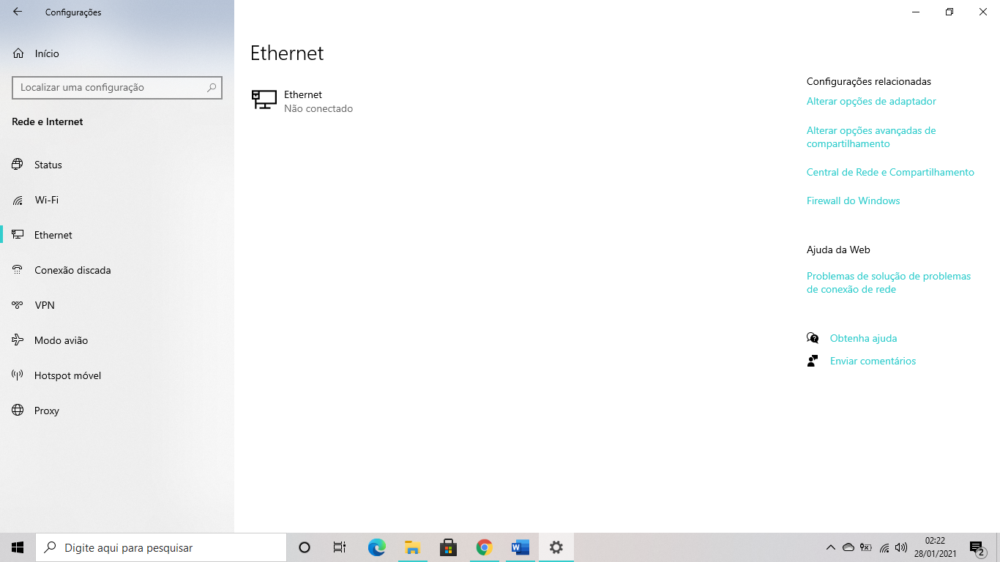 Configurações
Início
Localizar uma configuração
Rede e Internet
Status
Wi-Fi
Ethernet
Conexão discada
VPN
Modo avião
Hotspot móvel
Proxy
Ethernet
Ethernet
Não conectado
Configurações relacionadas
Alterar opções de adaptador
Alterar opções avançadas de
compartilhamento
Central de Rede e Compartilhamento
Firewall do Windows
Ajuda da Web
Problemas de solução de problemas
de conexão de rede
Obtenha ajuda
Enviar comentários
Digite aqui para pesquisar
02:22
28/01/2021
2